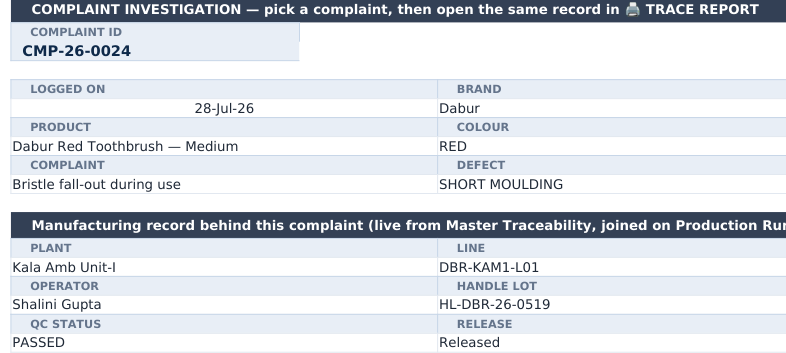 COMPLAINT INVESTIGATION — pick a complaint, then open the same record in 🖨️ TRACE REPORT
COMPLAINT ID
CMP-26-0024
LOGGED ON BRAND
28-Jul-26 Dabur
PRODUCT COLOUR
Dabur Red Toothbrush — Medium RED
COMPLAINT DEFECT
Bristle fall-out during use SHORT MOULDING
Manufacturing record behind this complaint (live from Master Traceability, joined on Production Run
PLANT LINE
Kala Amb Unit-I DBR-KAM1-L01
OPERATOR HANDLE LOT
Shalini Gupta HL-DBR-26-0519
QC STATUS RELEASE
PASSED Released